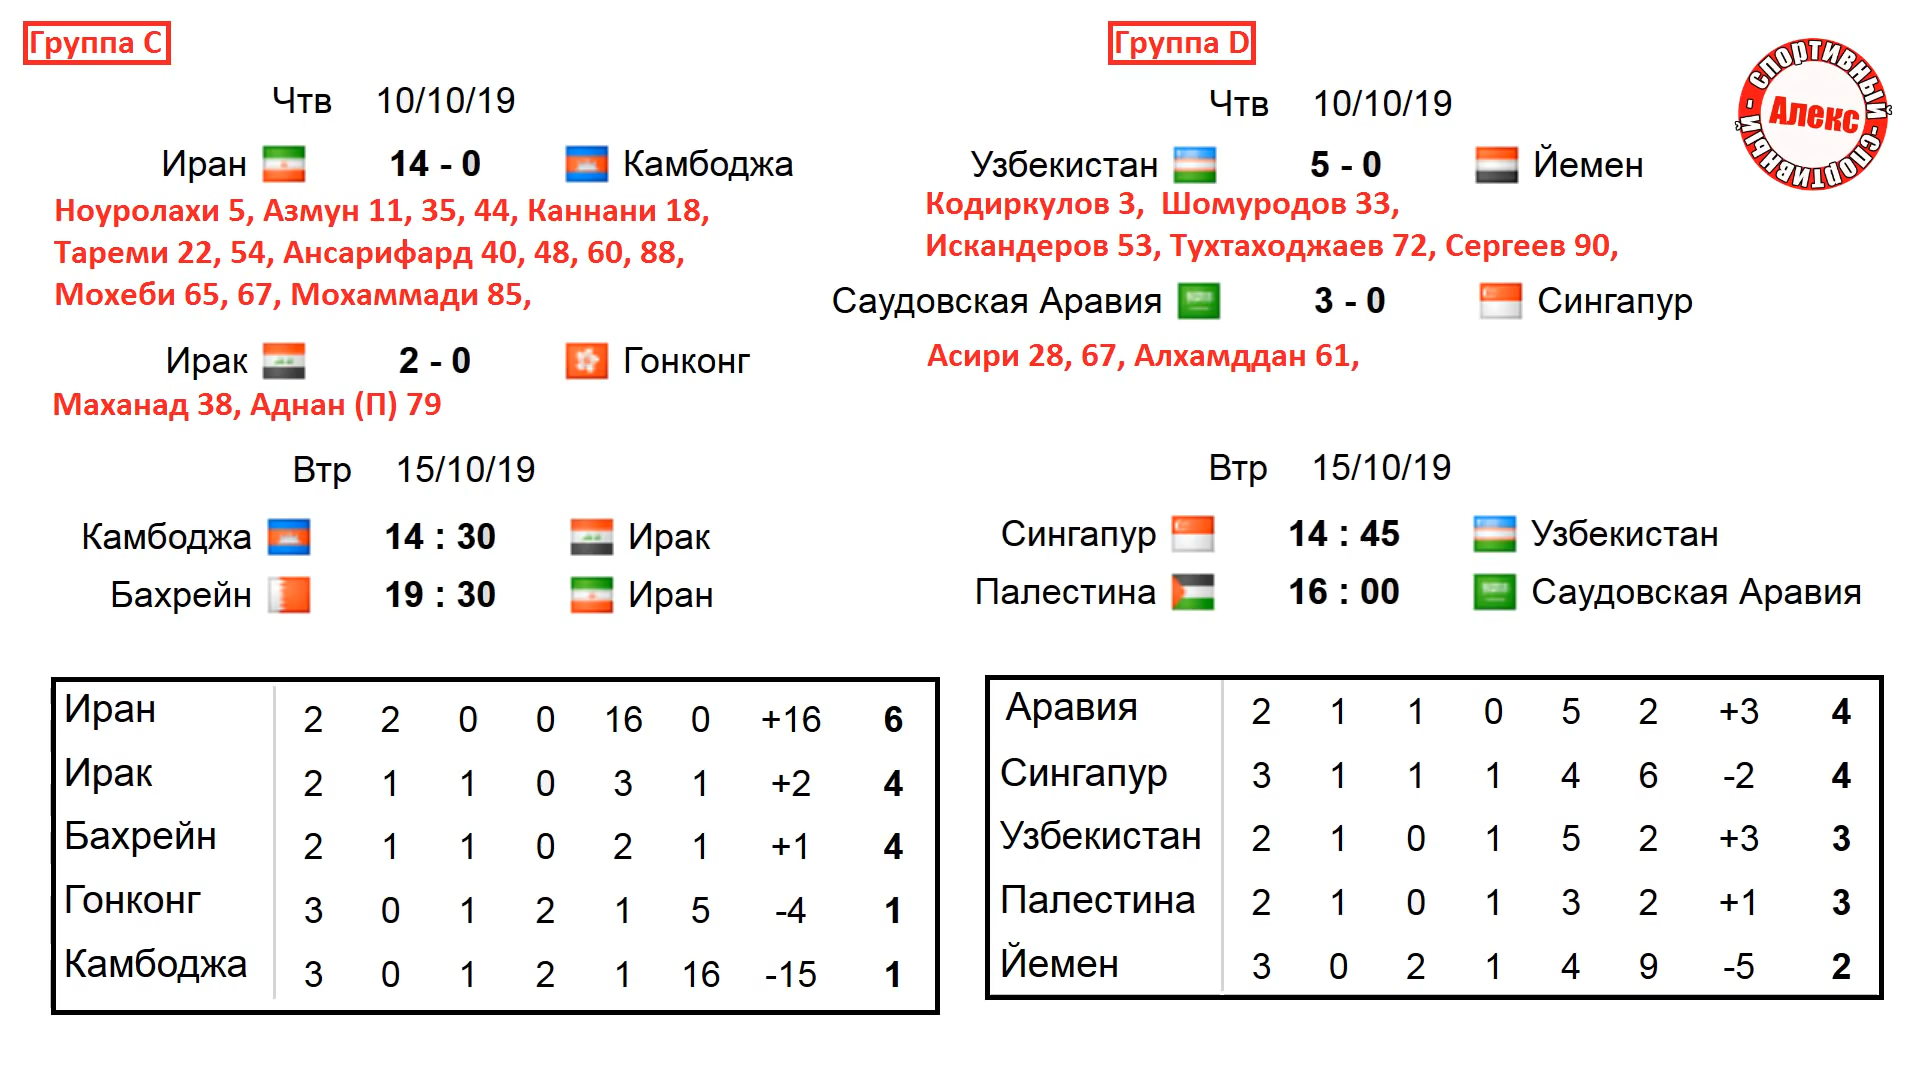 Группа C
Чтв 10/10/19
Иран 14 - 0 Камбоджа
Ноуролахи 5, Азмун 11, 35, 44, Каннани 18,
Тареми 22, 54, Ансарифард 40, 48, 60, 88,
Мохеби 65, 67, Мохаммади 85,
Ирак 2 - 0 Гонконг
Маханад 38, Аднан (П) 79
Втр 15/10/19
Камбоджа 14 : 30 Ирак
Бахрейн 19 : 30 Иран
Иран 2 2 0 0 16 0 +16 6
Ирак 2 1 1 0 3 1 +2 4
Бахрейн 2 1 1 0 2 1 +1 4
Гонконг 3 0 1 2 1 5 -4 1
Камбоджа 3 0 1 2 1 16 -15 1
Группа D
Чтв 10/10/19
Узбекистан 5 - 0 Йемен
Кодиркулов 3, Шомуродов 33,
Искандеров 53, Тухтаходжаев 72, Сергеев 90,
Саудовская Аравия 3 - 0 Сингапур
Асири 28, 67, Алхамддан 61,
Втр 15/10/19
Сингапур 14 : 45 Узбекистан
Палестина 16 : 00 Саудовская Аравия
Аравия 2 1 1 0 5 2 +3 4
Сингапур 3 1 1 1 4 6 -2 4
Узбекистан 2 1 0 1 5 2 +3 3
Палестина 2 1 0 1 3 2 +1 3
Йемен 3 0 2 1 4 9 -5 2
- СПОРТИВНЫЙ - СПОРТИВНЫЙ
Алекс